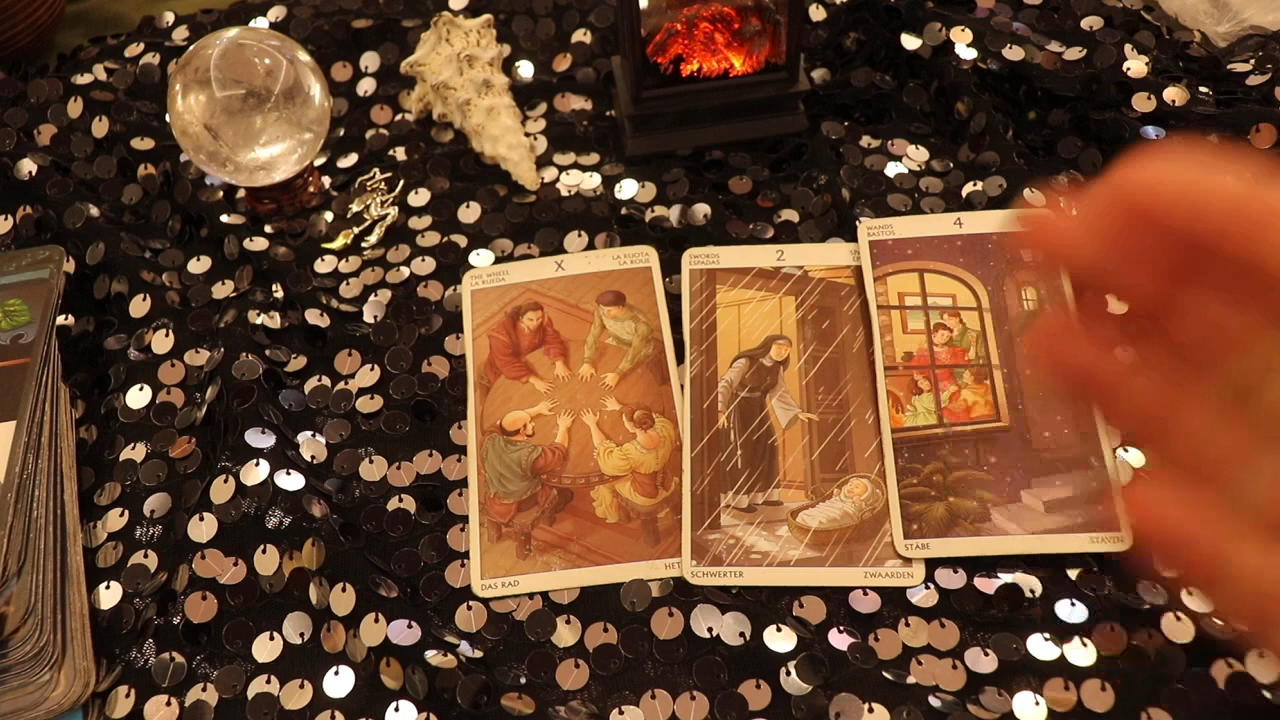 THE WHEEL
LA RUEDA
X
LA RUOTA
LA ROUE
DAS RAD
HET
SWORDS
ESPADAS
2
SCHWERTER
ZWAARDEN
WANDS
BASTOS
4
STÄBE
STAVEN